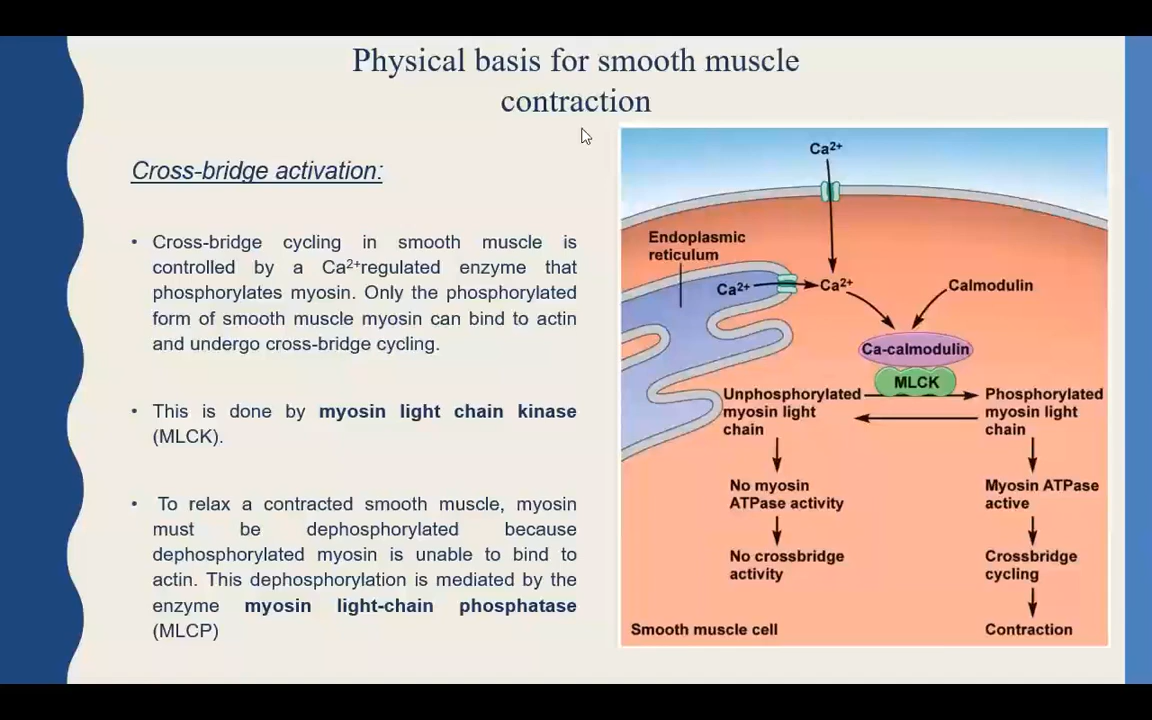 Physical basis for smooth muscle
contraction
Cross-bridge activation:
• Cross-bridge cycling in smooth muscle is
controlled by a Ca²⁺regulated enzyme that
phosphorylates myosin. Only the phosphorylated
form of smooth muscle myosin can bind to actin
and undergo cross-bridge cycling.
• This is done by myosin light chain kinase
(MLCK).
• To relax a contracted smooth muscle, myosin
must be dephosphorylated because
dephosphorylated myosin is unable to bind to
actin. This dephosphorylation is mediated by the
enzyme myosin light-chain phosphatase
(MLCP)
Ca²⁺
Endoplasmic
reticulum
Ca²⁺
Ca²⁺
Calmodulin
Ca-calmodulin
MLCK
Unphosphorylated
myosin light
chain
Phosphorylated
myosin light
chain
No myosin
ATPase activity
Myosin ATPase
active
No crossbridge
activity
Crossbridge
cycling
Smooth muscle cell
Contraction